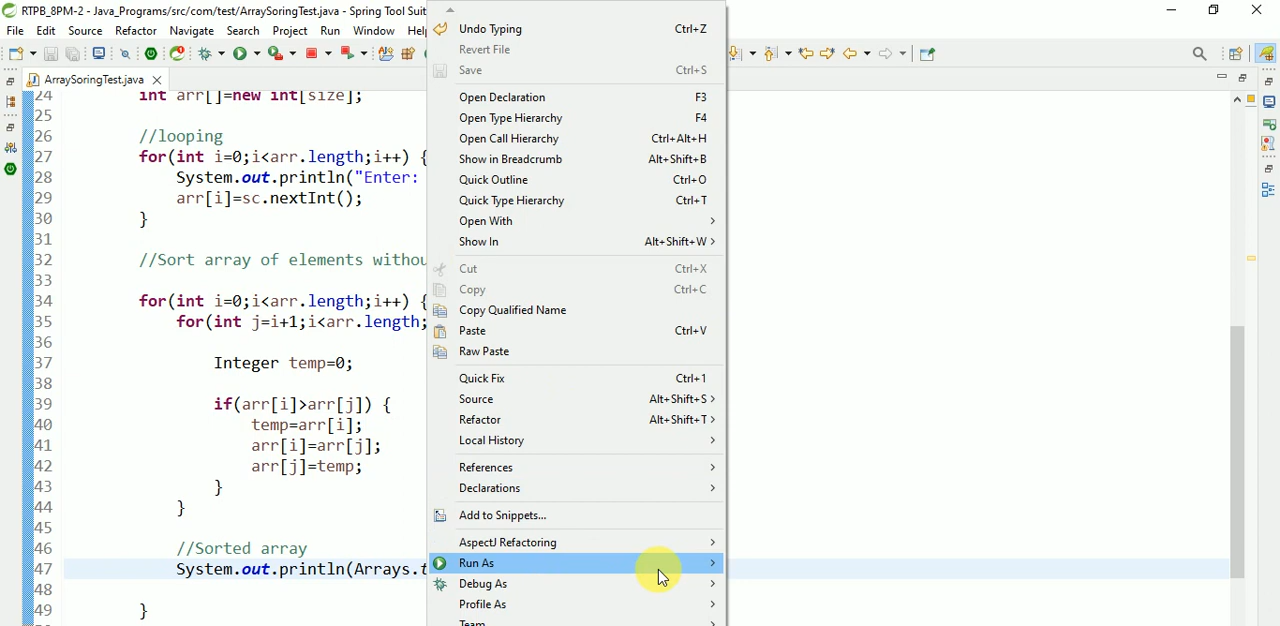 RTPB_8PM-2 - Java_Programs/src/com/test/ArraySoringTest.java - Spring Tool Suit
File Edit Source Refactor Navigate Search Project Run Window Help
ArraySoringTest.java
24 int arr[]=new int[size];
25
26 //looping
27 for(int i=0;i<arr.length;i++) {
28 System.out.println("Enter:
29 arr[i]=sc.nextInt();
30 }
31
32 //Sort array of elements withou
33
34 for(int i=0;i<arr.length;i++) {
35 for(int j=i+1;i<arr.length;
36
37 Integer temp=0;
38
39 if(arr[i]>arr[j]) {
40 temp=arr[i];
41 arr[i]=arr[j];
42 arr[j]=temp;
43 }
44 }
45
46 //Sorted array
47 System.out.println(Arrays.t
48
49 }
Undo Typing Ctrl+Z
Revert File
Save Ctrl+S
Open Declaration F3
Open Type Hierarchy F4
Open Call Hierarchy Ctrl+Alt+H
Show in Breadcrumb Alt+Shift+B
Quick Outline Ctrl+O
Quick Type Hierarchy Ctrl+T
Open With >
Show In Alt+Shift+W >
Cut Ctrl+X
Copy Ctrl+C
Copy Qualified Name
Paste Ctrl+V
Raw Paste
Quick Fix Ctrl+1
Source Alt+Shift+S >
Refactor Alt+Shift+T >
Local History >
References >
Declarations >
Add to Snippets...
AspectJ Refactoring >
Run As >
Debug As >
Profile As >
Team >